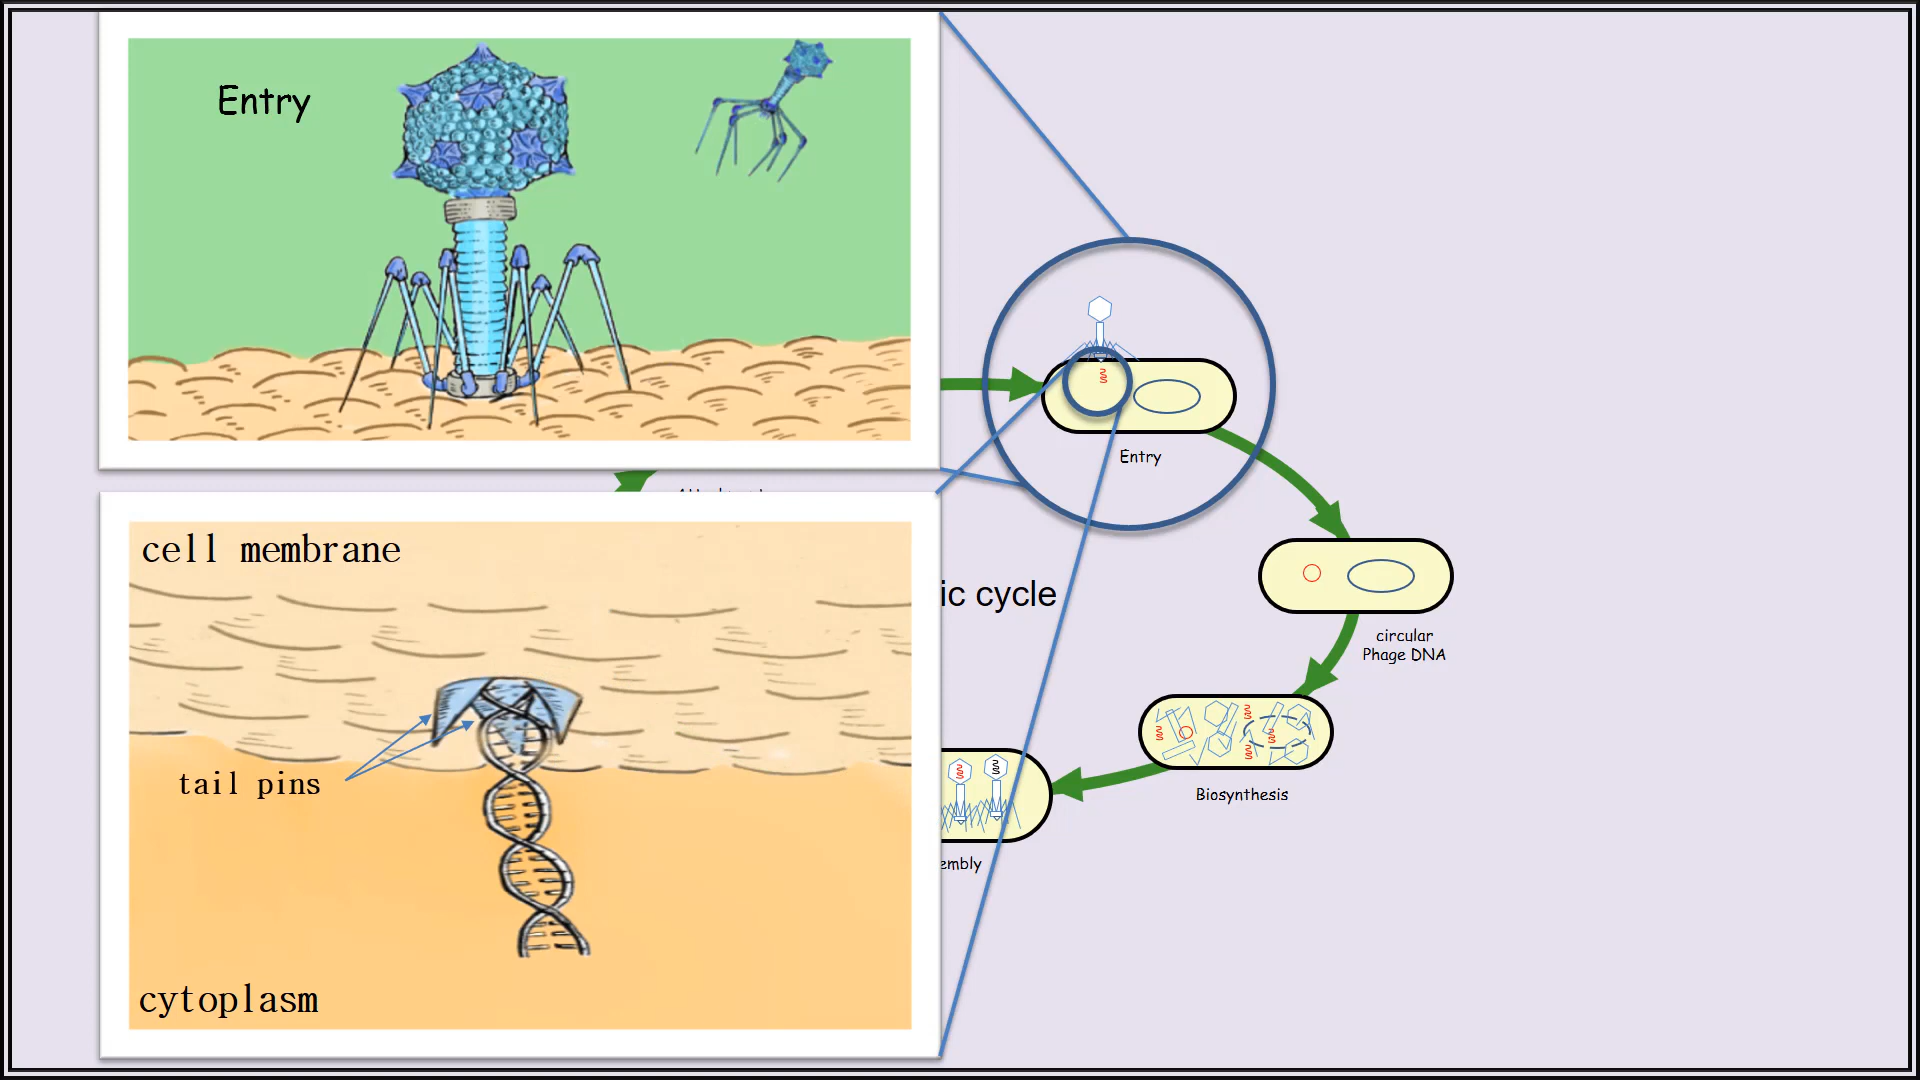 Entry
cell membrane
tail pins
cytoplasm
Entry
ic cycle
circular
Phage DNA
Biosynthesis
embly